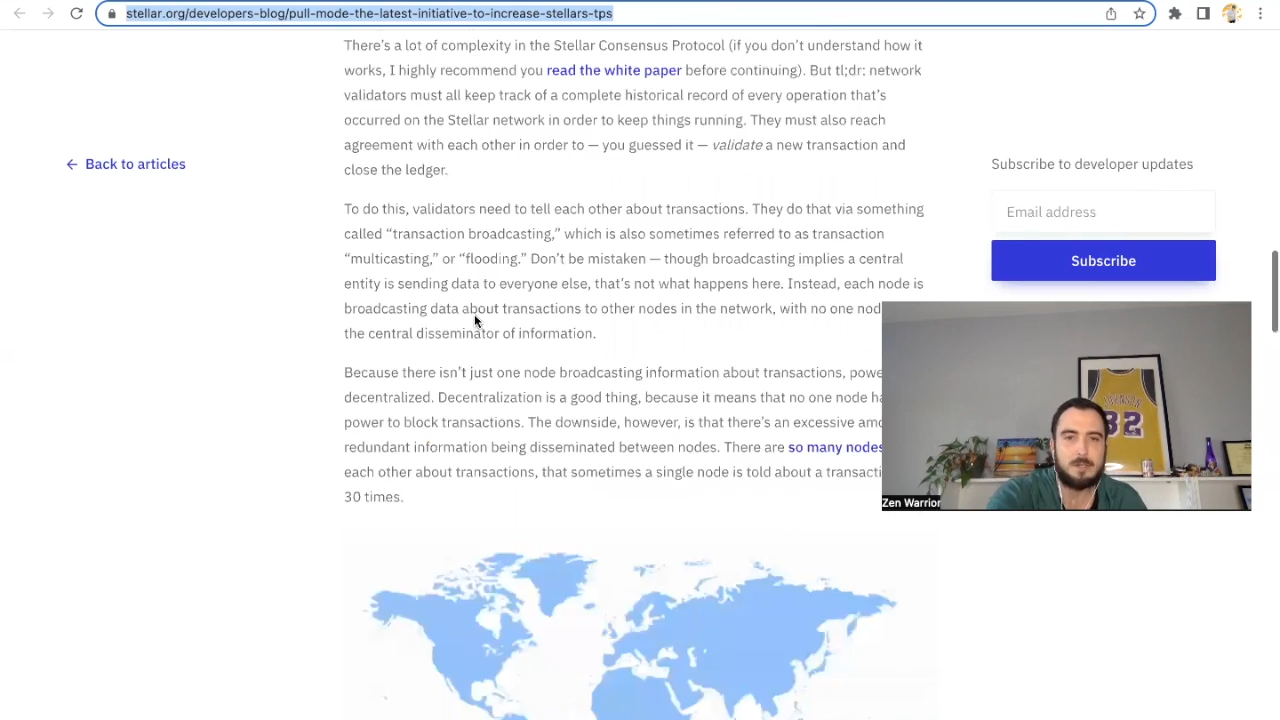 stellar.org/developers-blog/pull-mode-the-latest-initiative-to-increase-stellars-tps
There's a lot of complexity in the Stellar Consensus Protocol (if you don't understand how it
works, I highly recommend you read the white paper before continuing). But tl;dr: network
validators must all keep track of a complete historical record of every operation that's
occurred on the Stellar network in order to keep things running. They must also reach
agreement with each other in order to — you guessed it — validate a new transaction and
close the ledger.
← Back to articles
Subscribe to developer updates
Email address
Subscribe
To do this, validators need to tell each other about transactions. They do that via something
called “transaction broadcasting,” which is also sometimes referred to as transaction
“multicasting,” or “flooding.” Don't be mistaken — though broadcasting implies a central
entity is sending data to everyone else, that's not what happens here. Instead, each node is
broadcasting data about transactions to other nodes in the network, with no one
the central disseminator of information.
Because there isn't just one node broadcasting information about transactions,
decentralized. Decentralization is a good thing, because it means that no one node
power to block transactions. The downside, however, is that there's an excessive
redundant information being disseminated between nodes. There are so many nodes
each other about transactions, that sometimes a single node is told about a
30 times.
32
Zen Warrior